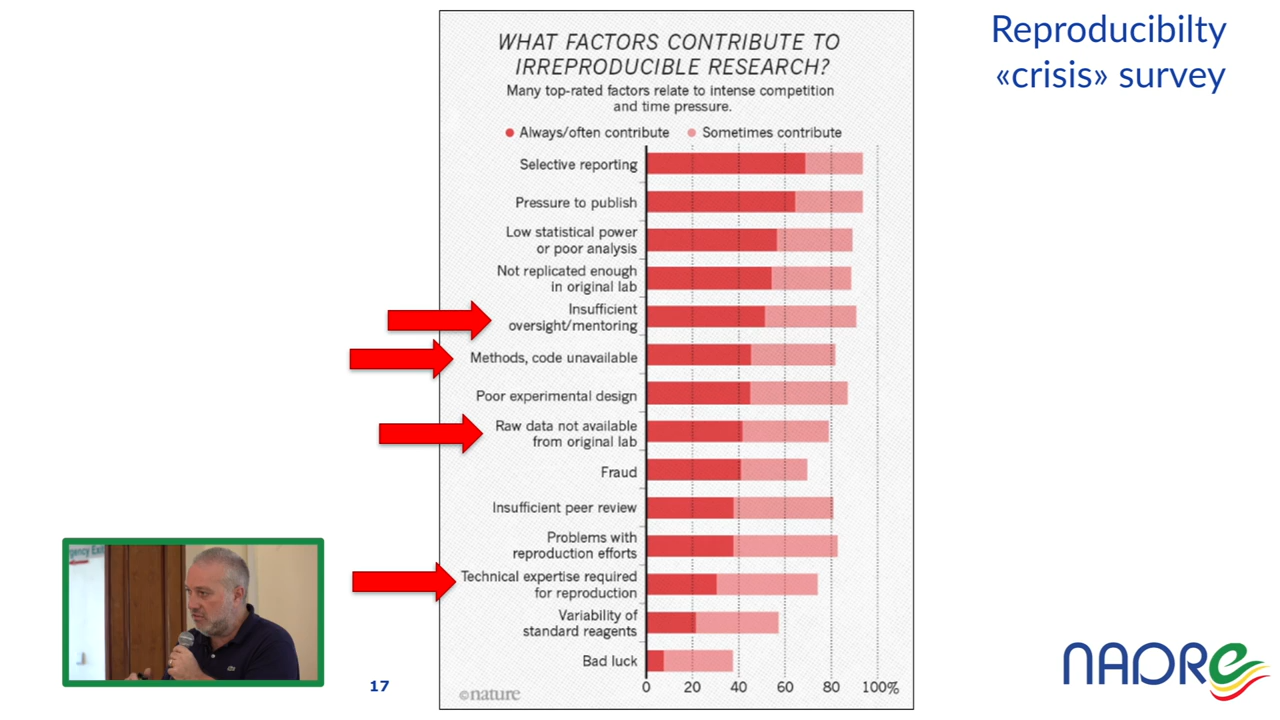 Reproducibilty
«crisis» survey
WHAT FACTORS CONTRIBUTE TO
IRREPRODUCIBLE RESEARCH?
Many top-rated factors relate to intense competition
and time pressure.
Always/often contribute
Sometimes contribute
Selective reporting
Pressure to publish
Low statistical power
or poor analysis
Not replicated enough
in original lab
Insufficient
oversight/mentoring
Methods, code unavailable
Poor experimental design
Raw data not available
from original lab
Fraud
Insufficient peer review
Problems with
reproduction efforts
Technical expertise required
for reproduction
Variability of
standard reagents
Bad luck
0 20 40 60 80 100%
©nature
gency Exit
17
NADRe